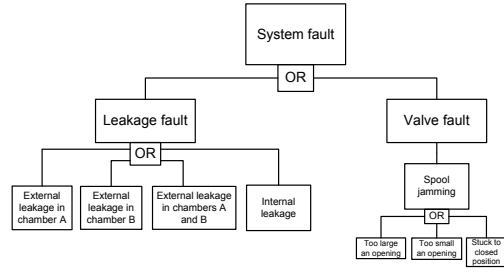 System fault
OR
Leakage fault
Valve fault
OR
External
leakage in
chamber A
External
leakage in
chamber B
External leakage
in chambers A
and B
Internal
leakage
Spool
jamming
OR
Too large
an opening
Too small
an opening
Stuck to
closed
position